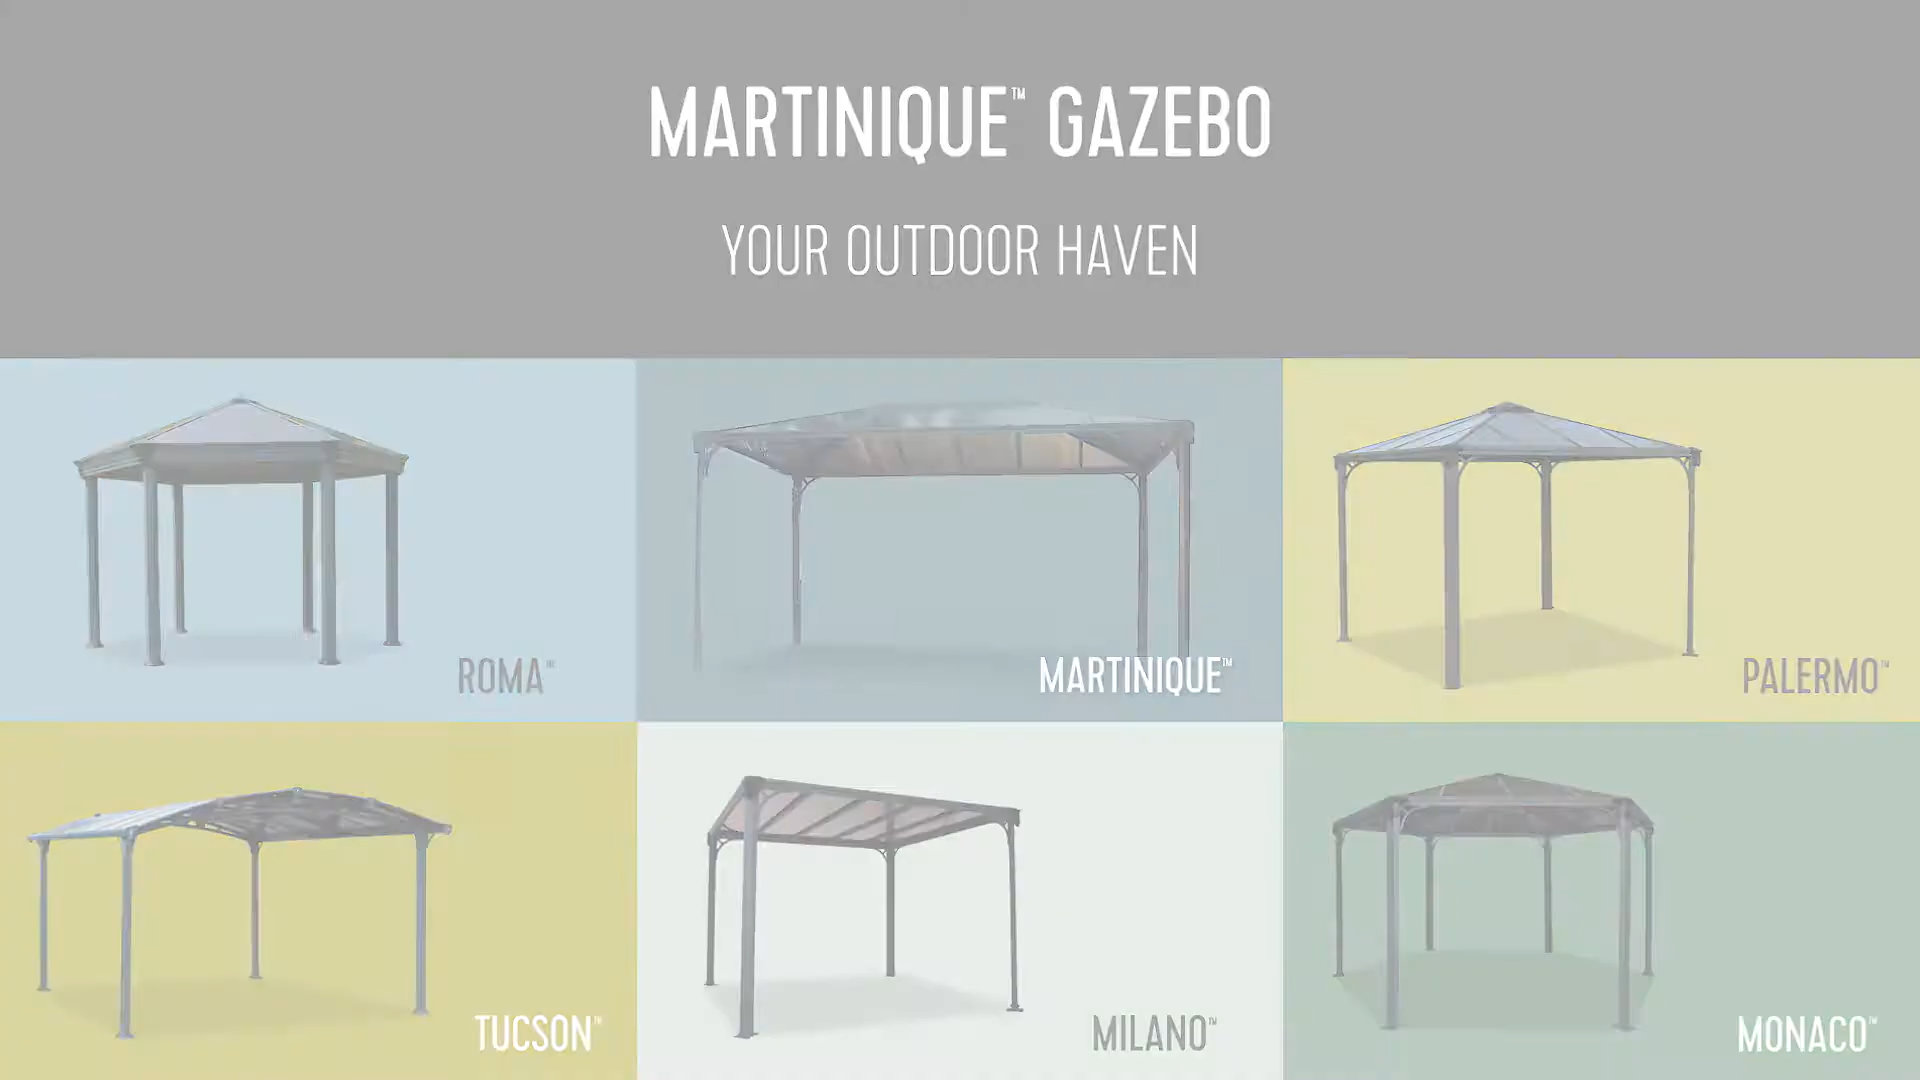 MARTINIQUE™ GAZEBO
YOUR OUTDOOR HAVEN
ROMA™
MARTINIQUE™
PALERMO™
TUCSON™
MILANO™
MONACO™